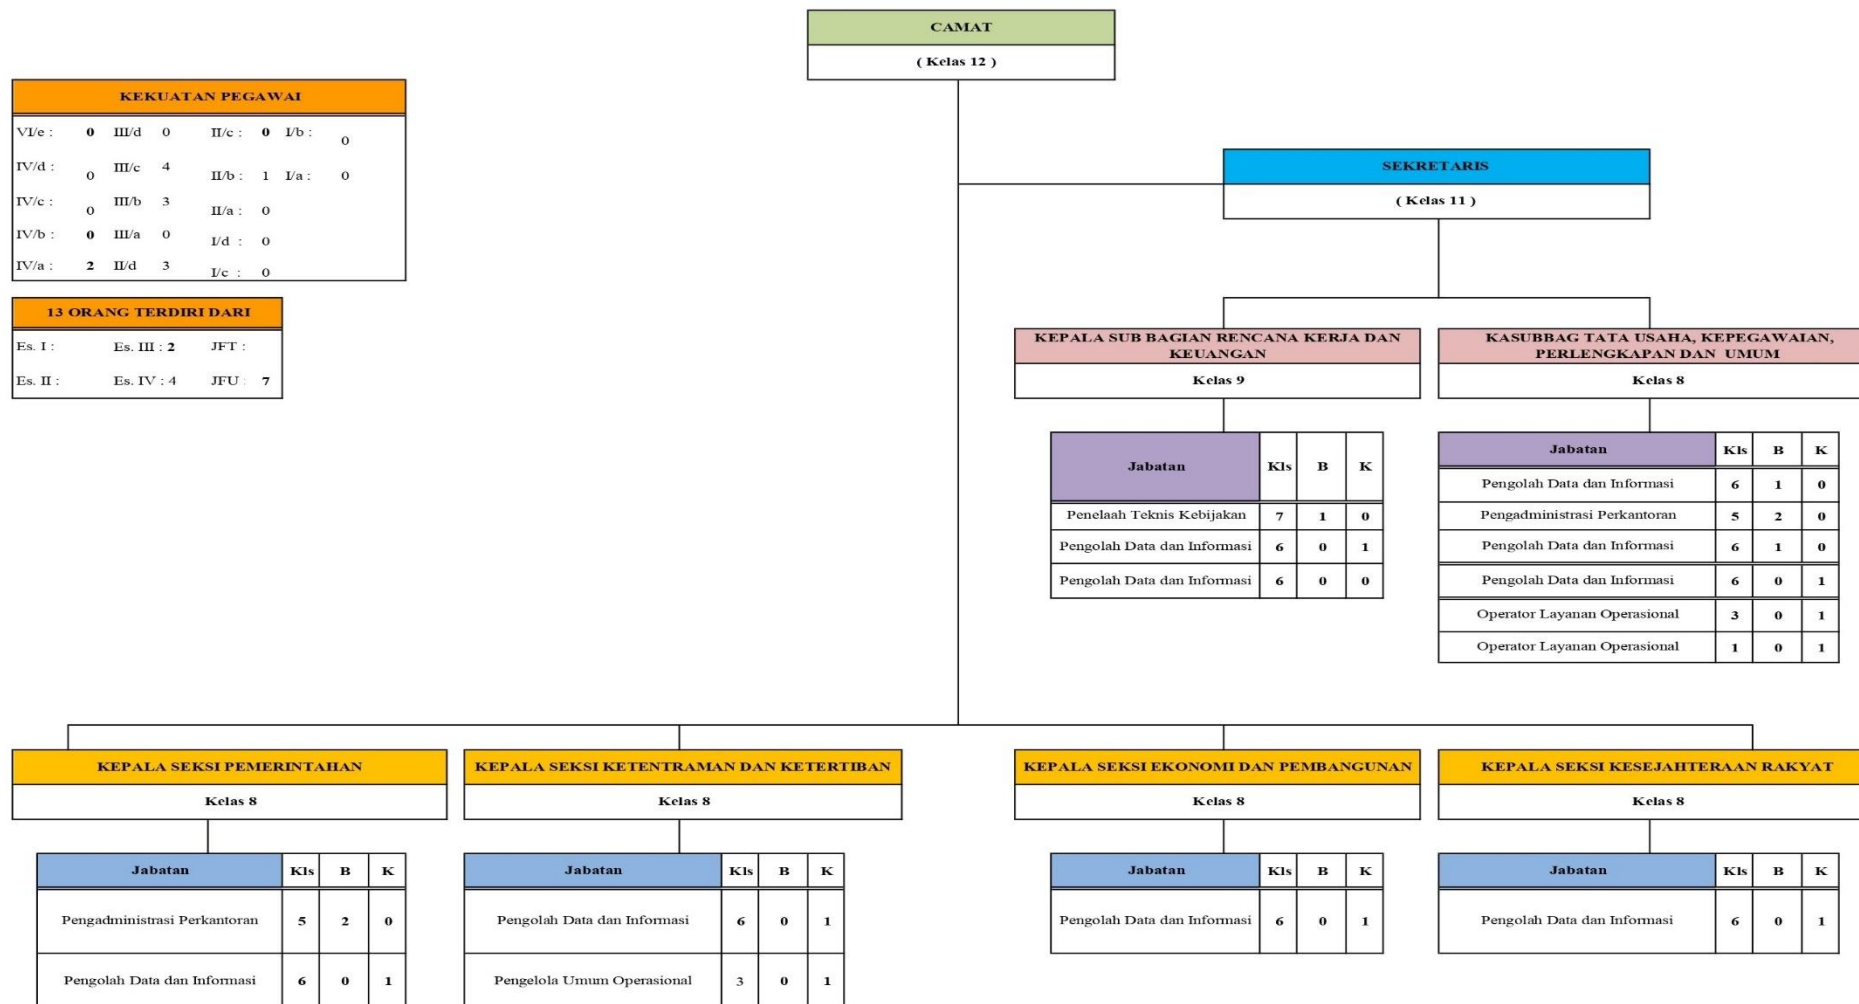 CAMAT
( Kelas 12 )
KEKUATAN PEGAWAI
VI/e : 0 III/d 0 II/c : 0 I/b : 0
IV/d : 0 III/c 4 II/b : 1 I/a : 0
IV/c : 0 III/b 3 II/a : 0
IV/b : 0 III/a 0 I/d : 0
IV/a : 2 II/d 3 I/c : 0
13 ORANG TERDIRI DARI
Es. I : Es. III : 2 JFT :
Es. II : Es. IV : 4 JFU : 7
SEKRETARIS
( Kelas 11 )
KEPALA SUB BAGIAN RENCANA KERJA DAN
KEUANGAN
Kelas 9
Jabatan Kls B K
Penelaah Teknis Kebijakan 7 1 0
Pengolah Data dan Informasi 6 0 1
Pengolah Data dan Informasi 6 0 0
KASUBBAG TATA USAHA, KEPEGAWAIAN,
PERLENGKAPAN DAN UMUM
Kelas 8
Jabatan Kls B K
Pengolah Data dan Informasi 6 1 0
Pengadministrasi Perkantoran 5 2 0
Pengolah Data dan Informasi 6 1 0
Pengolah Data dan Informasi 6 0 1
Operator Layanan Operasional 3 0 1
Operator Layanan Operasional 1 0 1
KEPALA SEKSI PEMERINTAHAN
Kelas 8
Jabatan Kls B K
Pengadministrasi Perkantoran 5 2 0
Pengolah Data dan Informasi 6 0 1
KEPALA SEKSI KETENTRAMAN DAN KETERTIBAN
Kelas 8
Jabatan Kls B K
Pengolah Data dan Informasi 6 0 1
Pengelola Umum Operasional 3 0 1
KEPALA SEKSI EKONOMI DAN PEMBANGUNAN
Kelas 8
Jabatan Kls B K
Pengolah Data dan Informasi 6 0 1
KEPALA SEKSI KESEJAHTERAAN RAKYAT
Kelas 8
Jabatan Kls B K
Pengolah Data dan Informasi 6 0 1